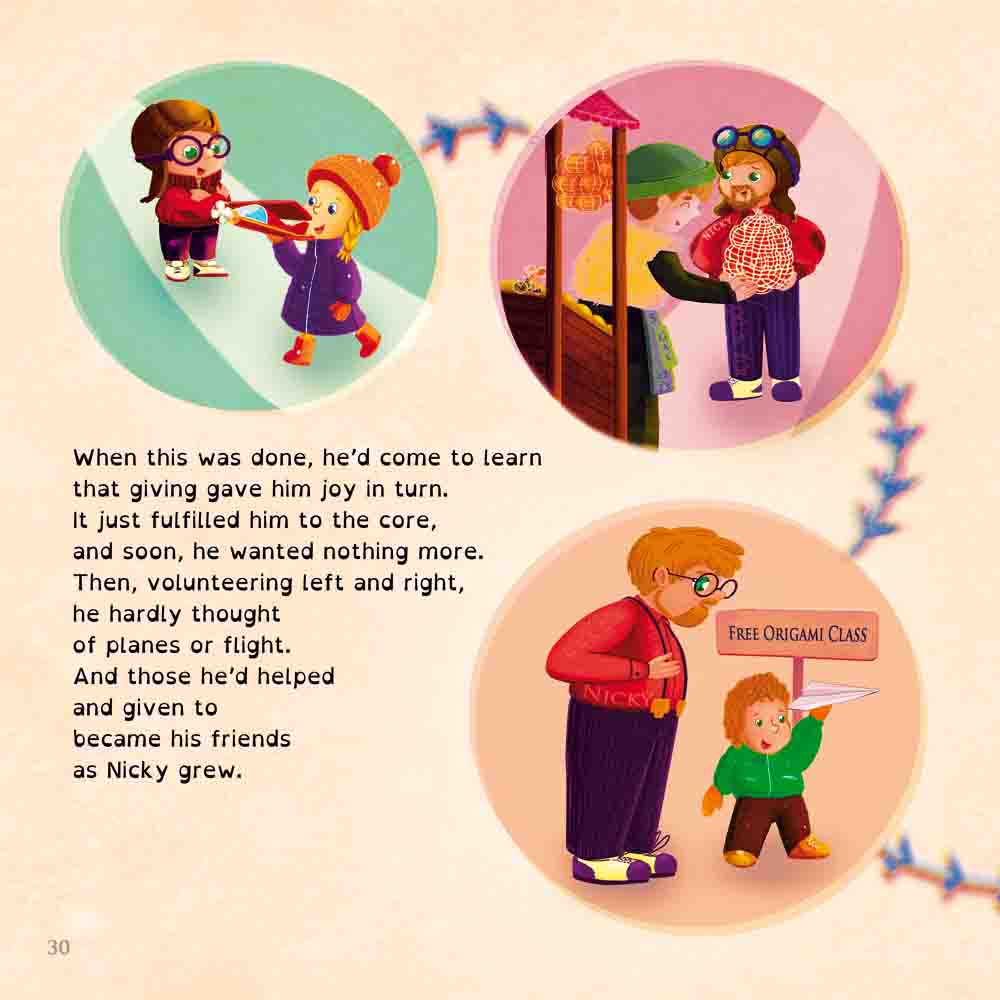 NICKY
When this was done, he'd come to learn
that giving gave him joy in turn.
It just fulfilled him to the core,
and soon, he wanted nothing more.
Then, volunteering left and right,
he hardly thought
of planes or flight.
And those he'd helped
and given to
became his friends
as Nicky grew.
FREE ORIGAMI CLASS
NICKY
30